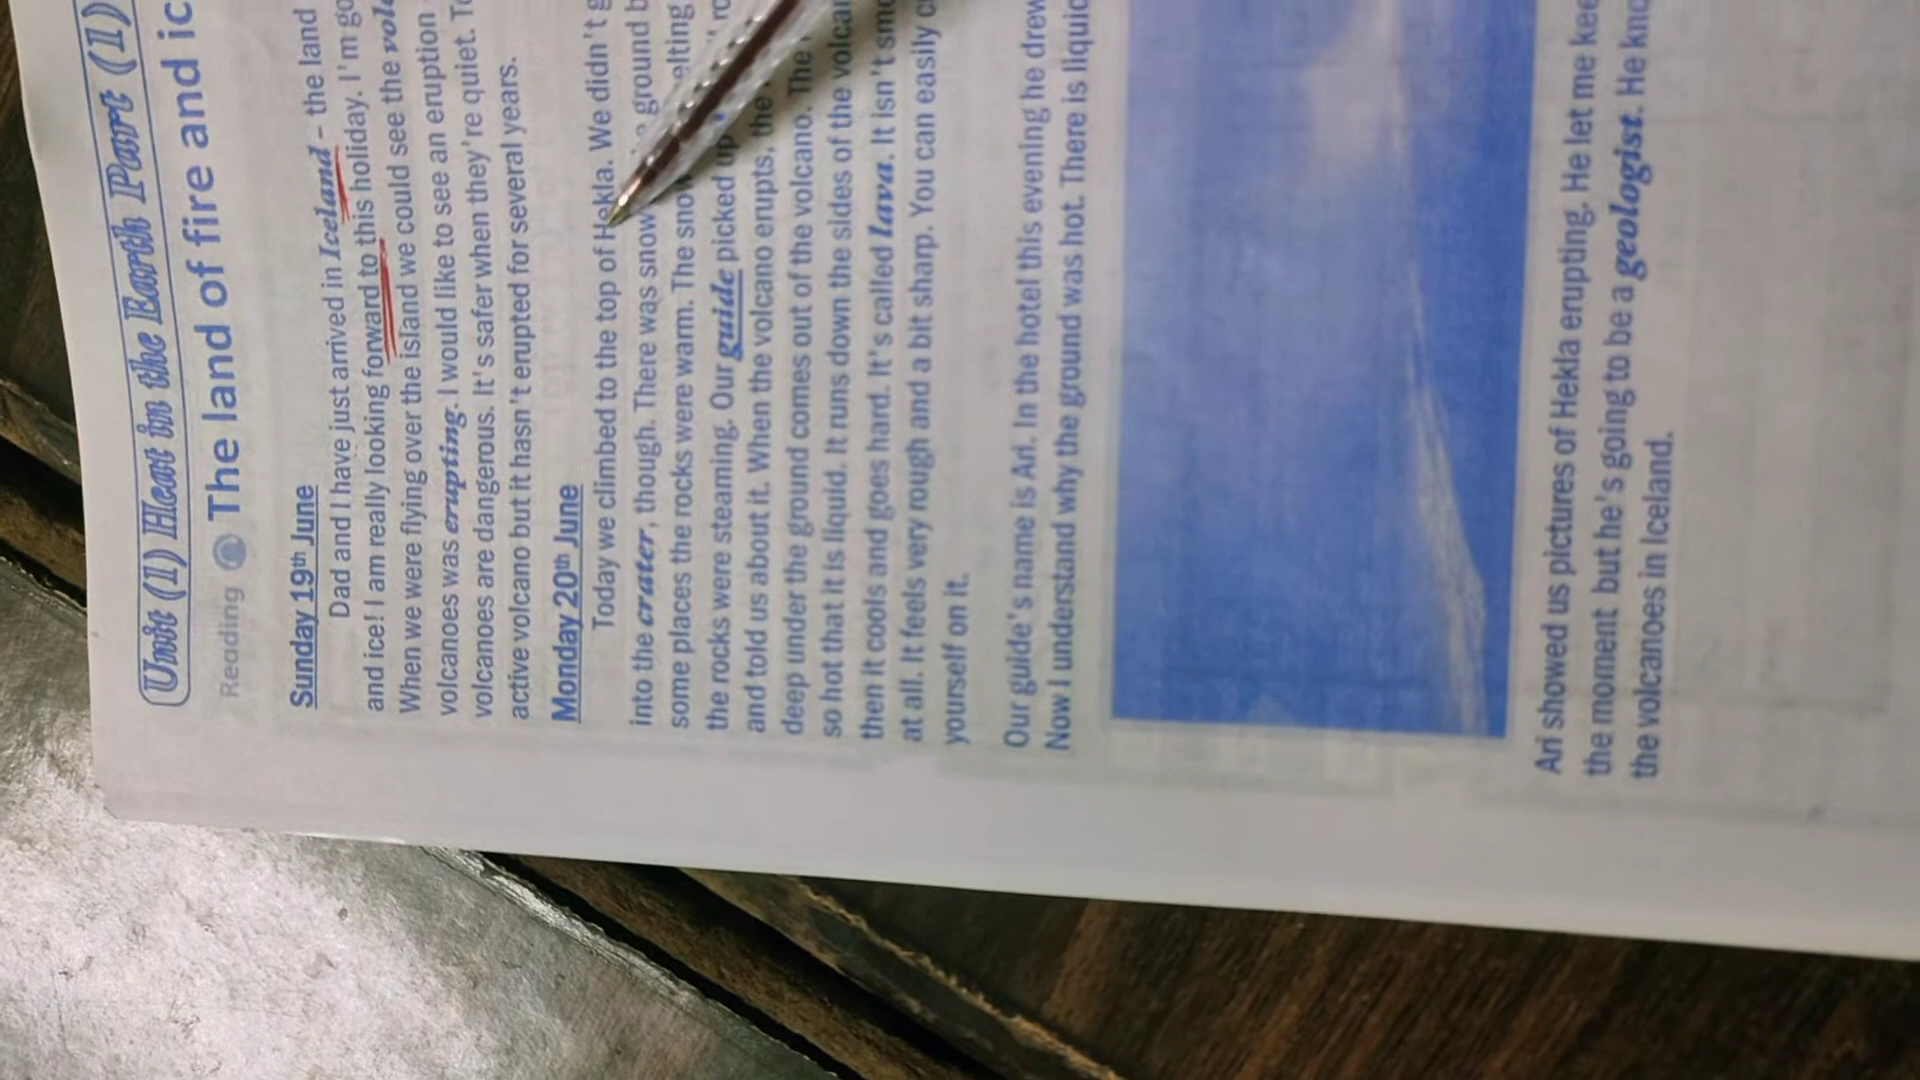 Unit (1) Heat in the Earth Part (1)
Reading The land of fire and ic
Sunday 19th June
Dad and I have just arrived in Iceland - the land
and ice! I am really looking forward to this holiday. I'm go
When we were flying over the island we could see the volc
volcanoes was erupting. I would like to see an eruption
volcanoes are dangerous. It's safer when they're quiet. To
active volcano but it hasn't erupted for several years.
Monday 20th June
Today we climbed to the top of Hekla. We didn't g
into the crater, though. There was snow ground b
some places the rocks were warm. The snow elting
the rocks were steaming. Our guide picked up ro
and told us about it. When the volcano erupts, the
deep under the ground comes out of the volcano. The
so hot that it is liquid. It runs down the sides of the volcan
then it cools and goes hard. It's called lava. It isn't smo
at all. It feels very rough and a bit sharp. You can easily c
yourself on it.
Our guide's name is Ari. In the hotel this evening he drew
Now I understand why the ground was hot. There is liquid
Ari showed us pictures of Hekla erupting. He let me kee
the moment but he's going to be a geologist. He kno
the volcanoes in Iceland.